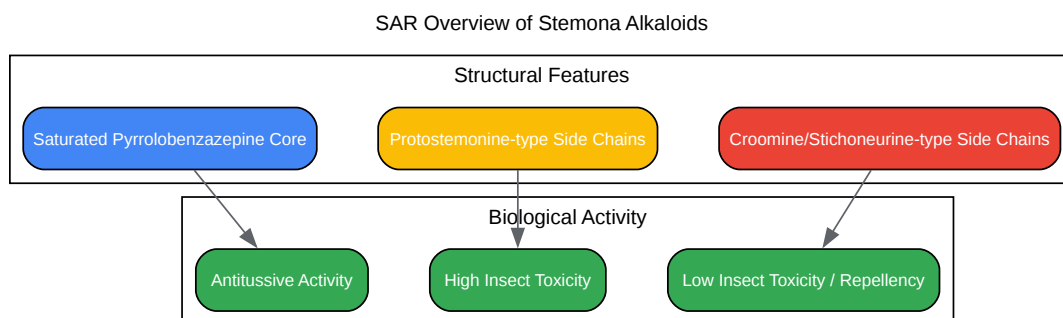 SAR Overview of Stemona Alkaloids
Structural Features
Saturated Pyrrolobenzazepine Core
Protostemonine-type Side Chains
Croomine/Stichoneurine-type Side Chains
Biological Activity
Antitussive Activity
High Insect Toxicity
Low Insect Toxicity / Repellency